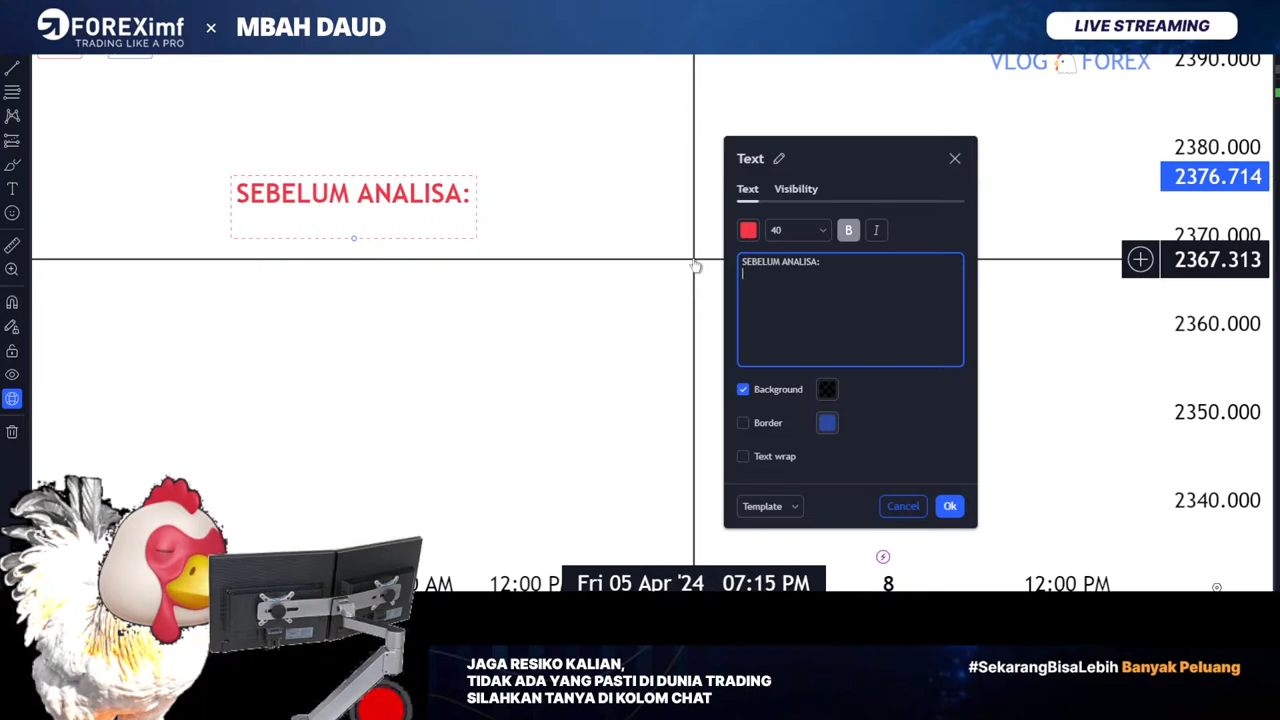 FOREXimf
TRADING LIKE A PRO
×
MBAH DAUD
LIVE STREAMING
VLOG FOREX
2390.000
2380.000
2376.714
2370.000
2367.313
2360.000
2350.000
2340.000
SEBELUM ANALISA:
Text
Text Visibility
40
B I
SEBELUM ANALISA:
Background
Border
Text wrap
Template
Cancel
Ok
AM
12:00 P
Fri 05 Apr '24 07:15 PM
8
12:00 PM
JAGA RESIKO KALIAN,
TIDAK ADA YANG PASTI DI DUNIA TRADING
SILAHKAN TANYA DI KOLOM CHAT
#SekarangBisaLebih Banyak Peluang